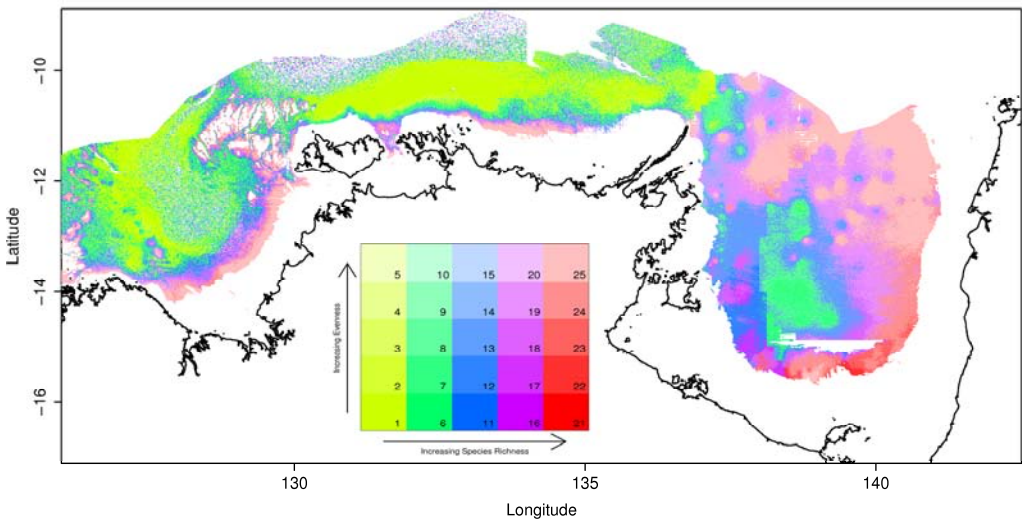 −10
−12
−14
−16
Latitude
5 10 15 20 25
4 9 14 19 24
3 8 13 18 23
2 7 12 17 22
1 6 11 16 21
Increasing Evenness
Increasing Species Richness
130 135 140
Longitude